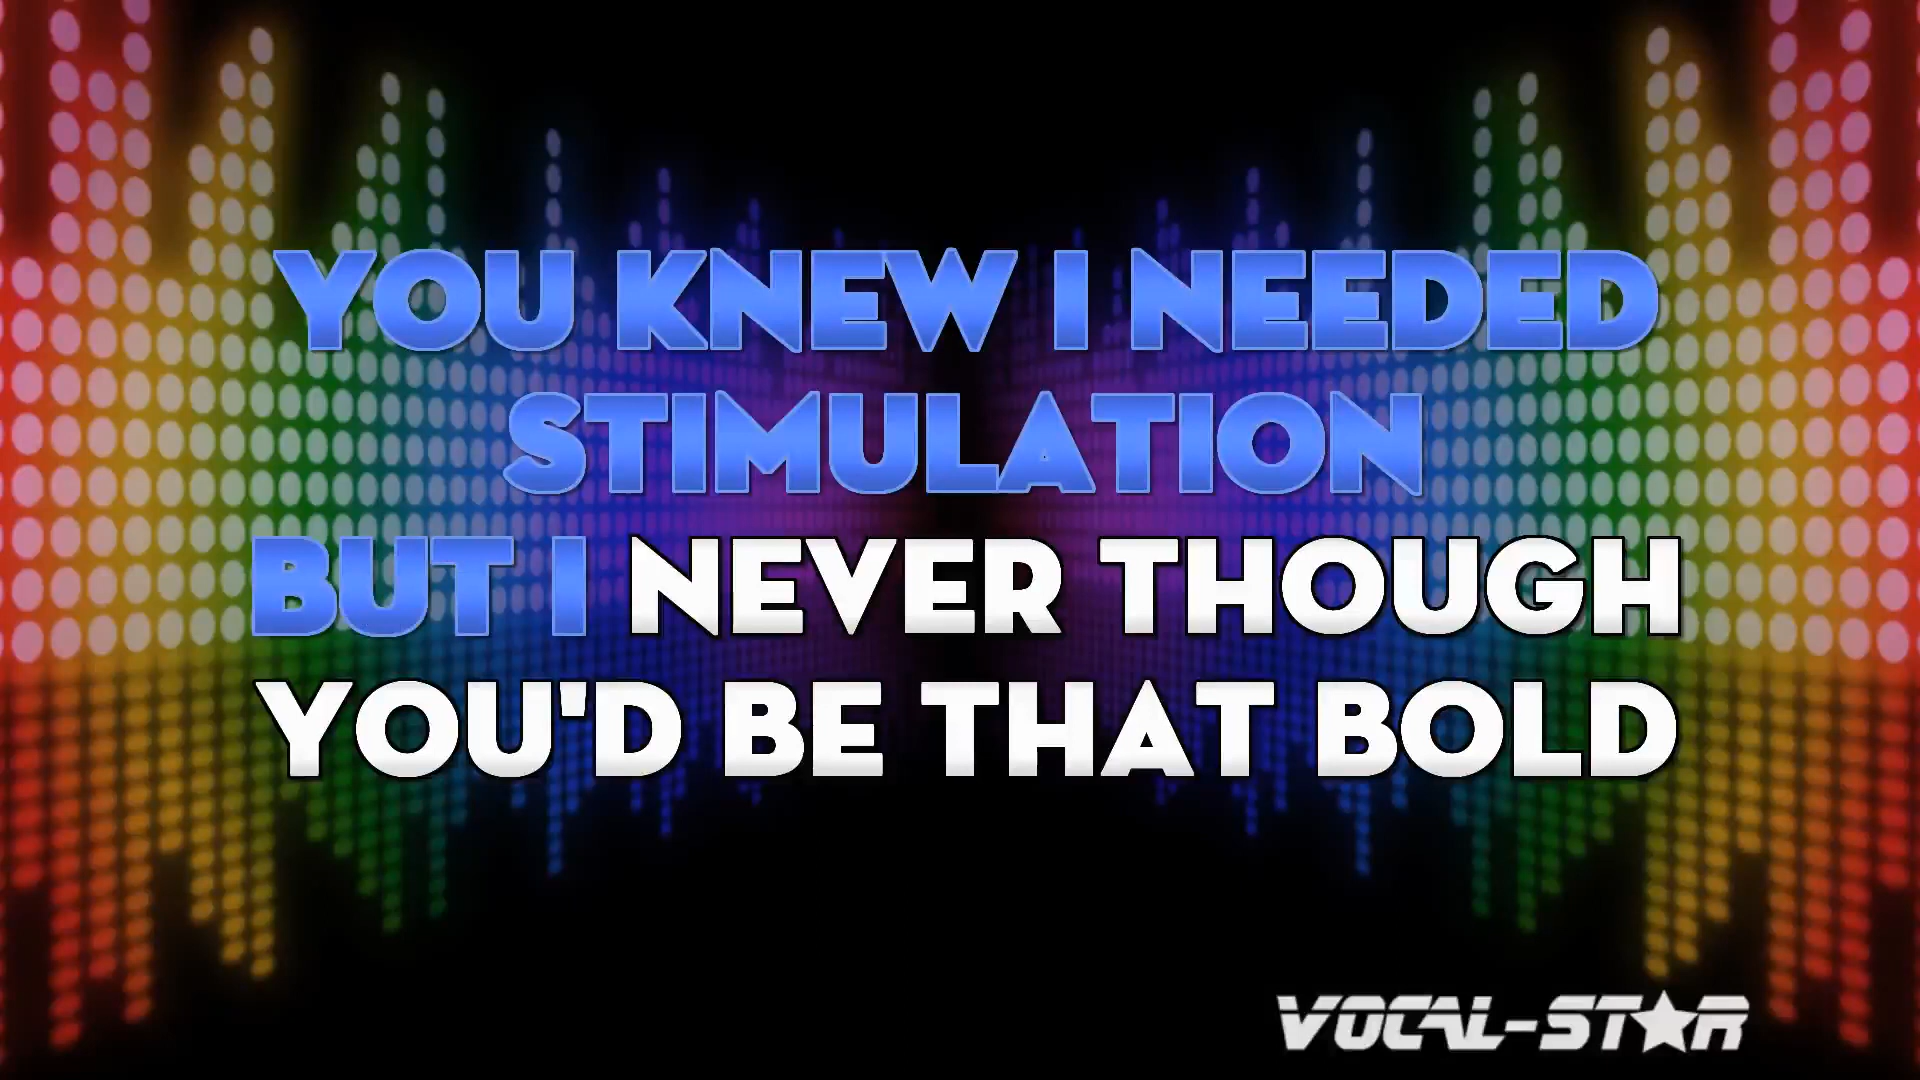 YOU KNEW I NEEDED
STIMULATION
BUT I NEVER THOUGH
YOU'D BE THAT BOLD
VOCAL-STAR